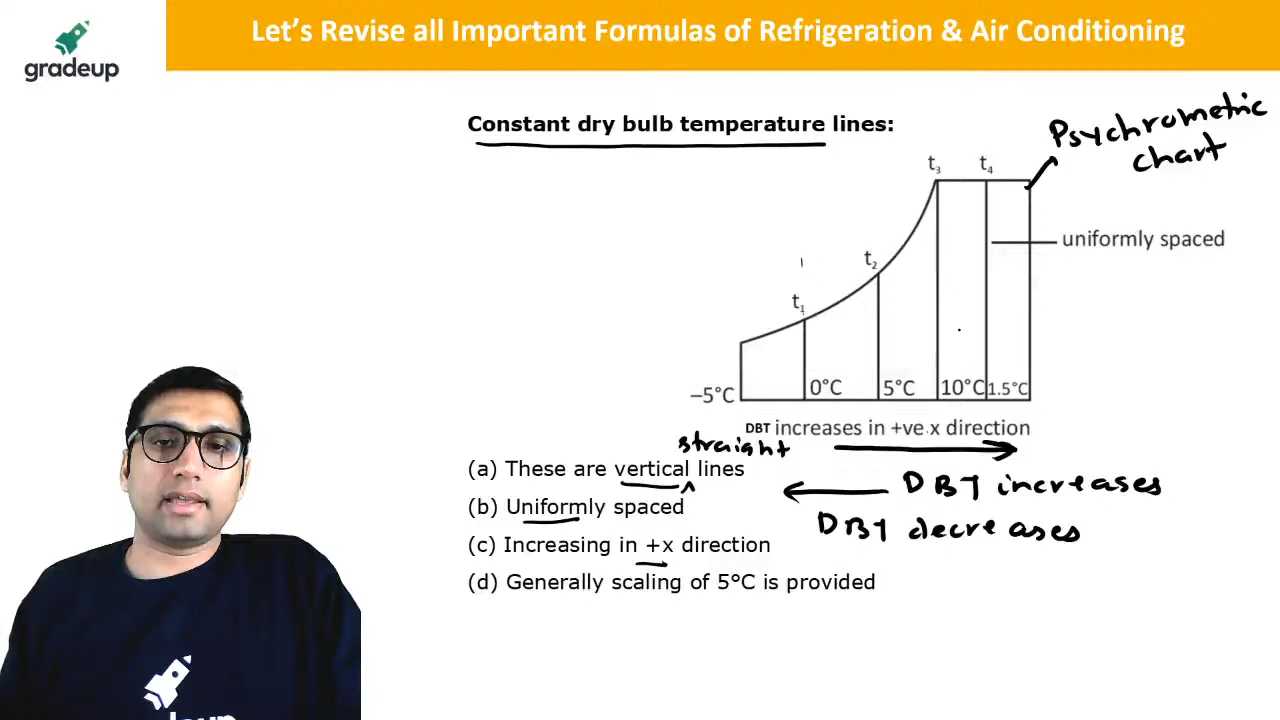 Let's Revise all Important Formulas of Refrigeration & Air Conditioning
gradeup
Constant dry bulb temperature lines:
Psychrometric
chart
t3 t4
uniformly spaced
t2
t1
–5°C 0°C 5°C 10°C 1.5°C
DBT increases in +ve x direction
straight
(a) These are vertical lines
DBT increases
(b) Uniformly spaced
DBT decreases
(c) Increasing in +x direction
(d) Generally scaling of 5°C is provided